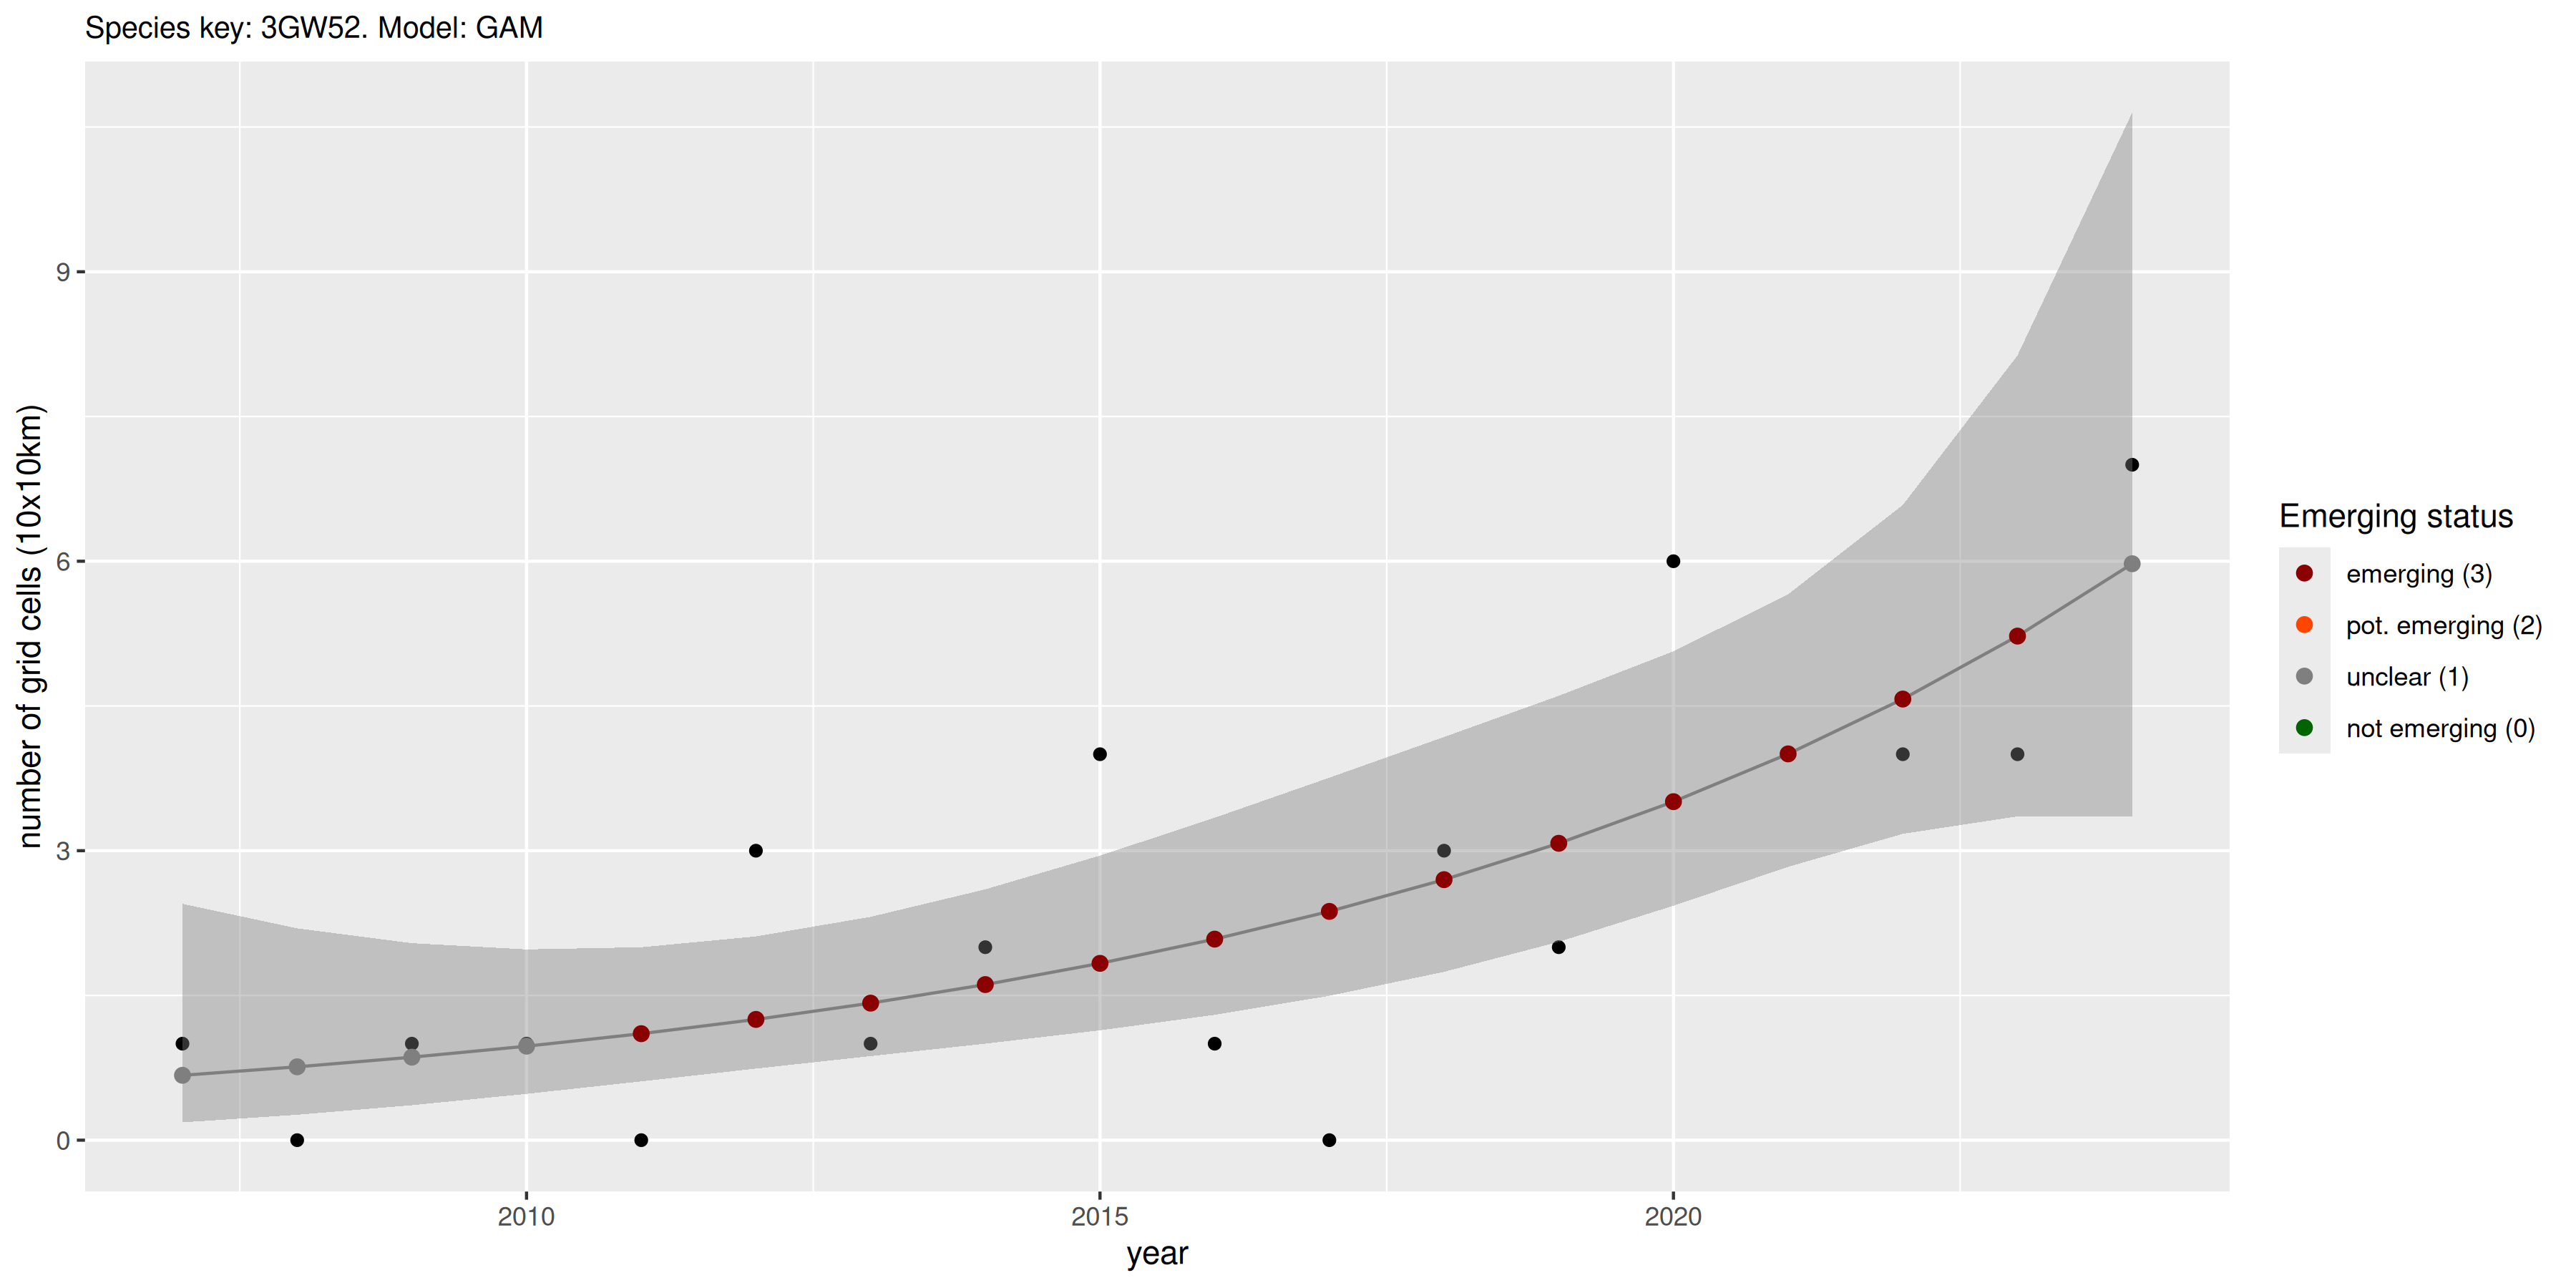 Species key: 3GW52. Model: GAM
number of grid cells (10x10km)
9
6
3
0
2010
2015
2020
year
Emerging status
emerging (3)
pot. emerging (2)
unclear (1)
not emerging (0)